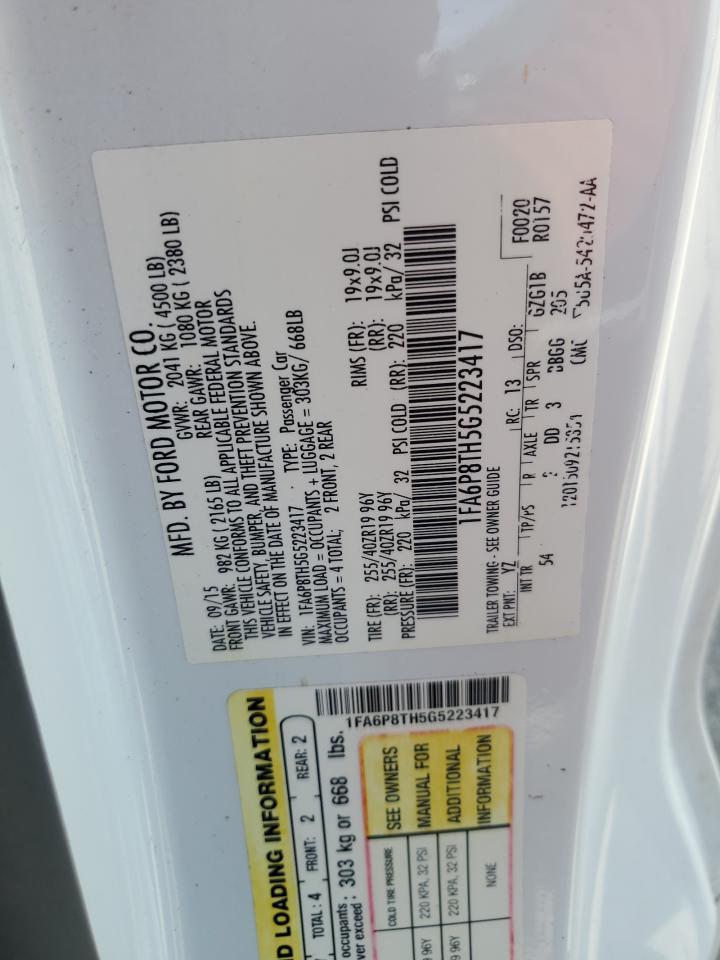 MFD. BY FORD MOTOR CO.
DATE: 09/15 GVWR: 2041 KG ( 4500 LB)
FRONT GAWR: 982 KG ( 2165 LB) REAR GAWR: 1080 KG ( 2380 LB)
THIS VEHICLE CONFORMS TO ALL APPLICABLE FEDERAL MOTOR
VEHICLE SAFETY, BUMPER, AND THEFT PREVENTION STANDARDS
IN EFFECT ON THE DATE OF MANUFACTURE SHOWN ABOVE.
VIN: 1FA6P8TH5G5223417 TYPE: Passenger Car
MAXIMUM LOAD = OCCUPANTS + LUGGAGE = 303KG/ 668LB
OCCUPANTS = 4 TOTAL; 2 FRONT, 2 REAR
TIRE (FR): 255/40ZR19 96Y RIMS (FR): 19x9.0J
(RR): 255/40ZR19 96Y (RR): 19x9.0J
PRESSURE (FR): 220 kPa/ 32 PSI COLD (RR): 220 kPa/ 32 PSI COLD
1FA6P8TH5G5223417
TRAILER TOWING - SEE OWNER GUIDE
EXT PNT: YZ RC: 13 DSO: F0020
R0157
INT TR TP/PS R AXLE TR SPR GZG1B
54 DD 3
1FA6P8TH5G5223417
ND LOADING INFORMATION
TOTAL: 4 FRONT: 2 REAR: 2
occupants: 303 kg or 668 lbs.
ver exceed :
COLD TIRE PRESSURE
220 KPA, 32 PSI
220 KPA, 32 PSI
NONE
9 96Y
9 96Y
SEE OWNERS
MANUAL FOR
ADDITIONAL
INFORMATION